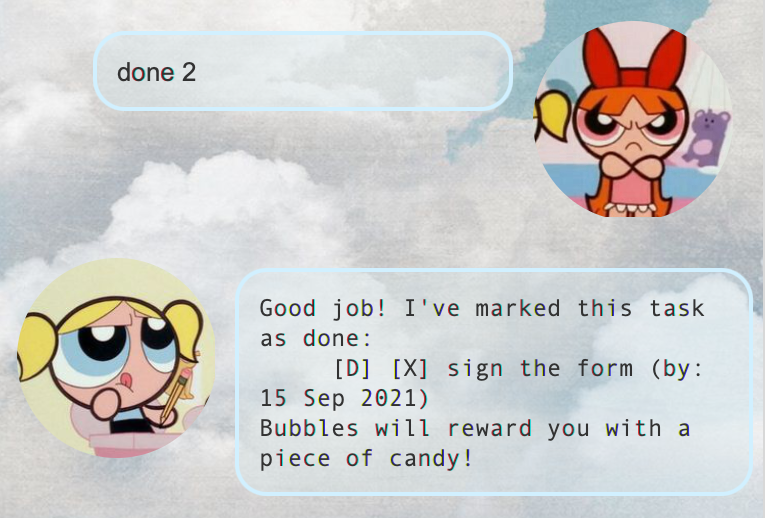 done 2
Good job! I've marked this task
as done:
[D] [X] sign the form (by:
15 Sep 2021)
Bubbles will reward you with a
piece of candy!